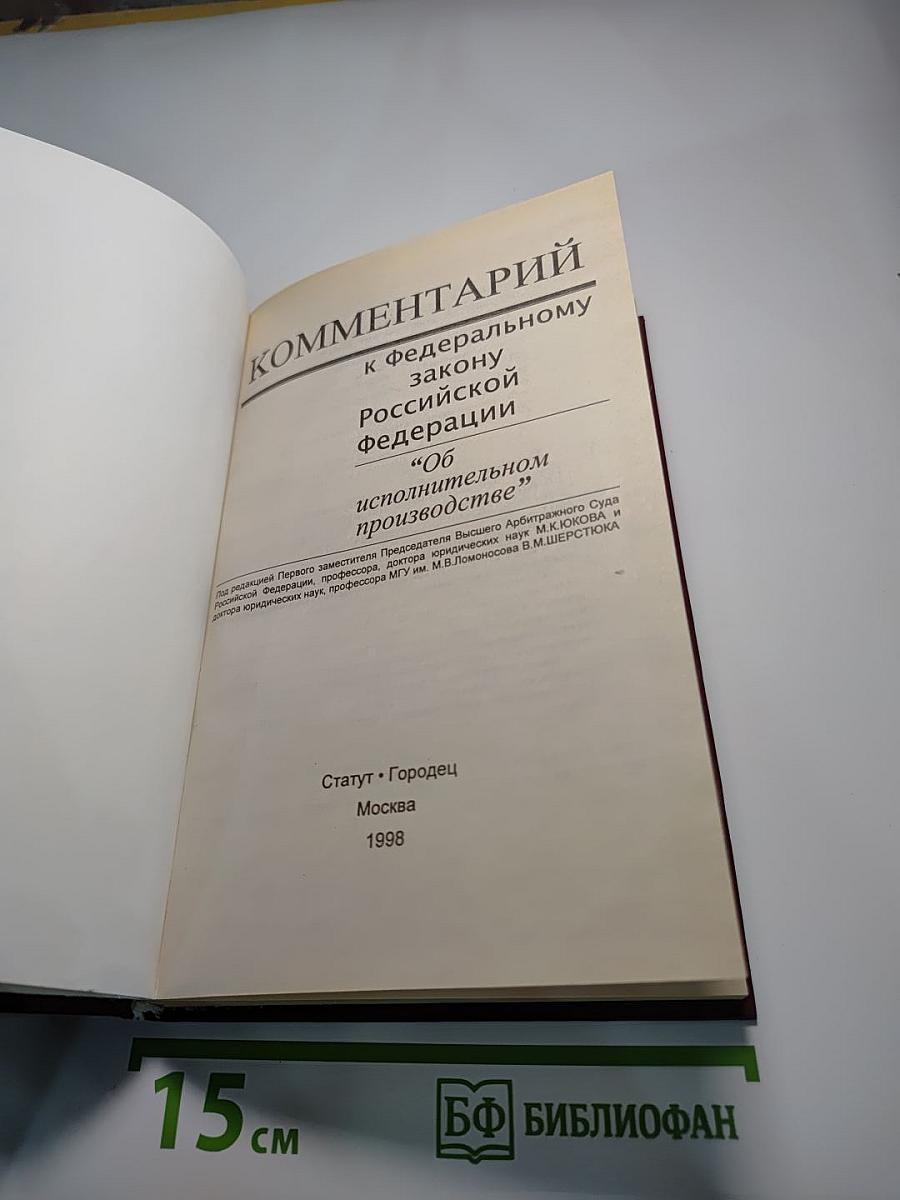 КОММЕНТАРИЙ
к Федеральному
закону
Российской
Федерации
“Об
исполнительном
производстве”
Под редакцией Первого заместителя Председателя Высшего Арбитражного Суда
Российской Федерации, профессора, доктора юридических наук М.К.ЮКОВА и
доктора юридических наук, профессора МГУ им. М.В.Ломоносова В.М.ШЕРСТЮКА
Статут • Городец
Москва
1998
15 см
БФ БИБЛИОФАН